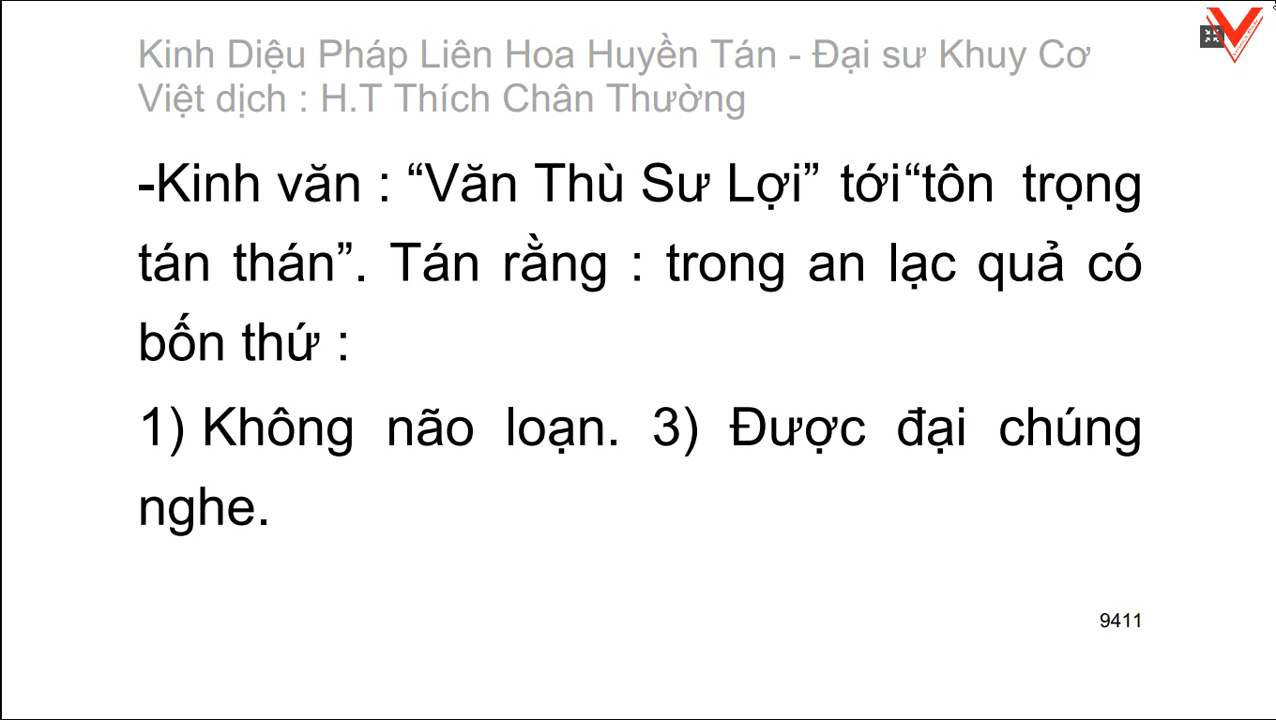 Kinh Diệu Pháp Liên Hoa Huyền Tán - Đại sư Khuy Cơ
Việt dịch : H.T Thích Chân Thường
-Kinh văn : “Văn Thù Sư Lợi” tới“tôn trọng
tán thán”. Tán rằng : trong an lạc quả có
bốn thứ :
1) Không não loạn. 3) Được đại chúng
nghe.
9411